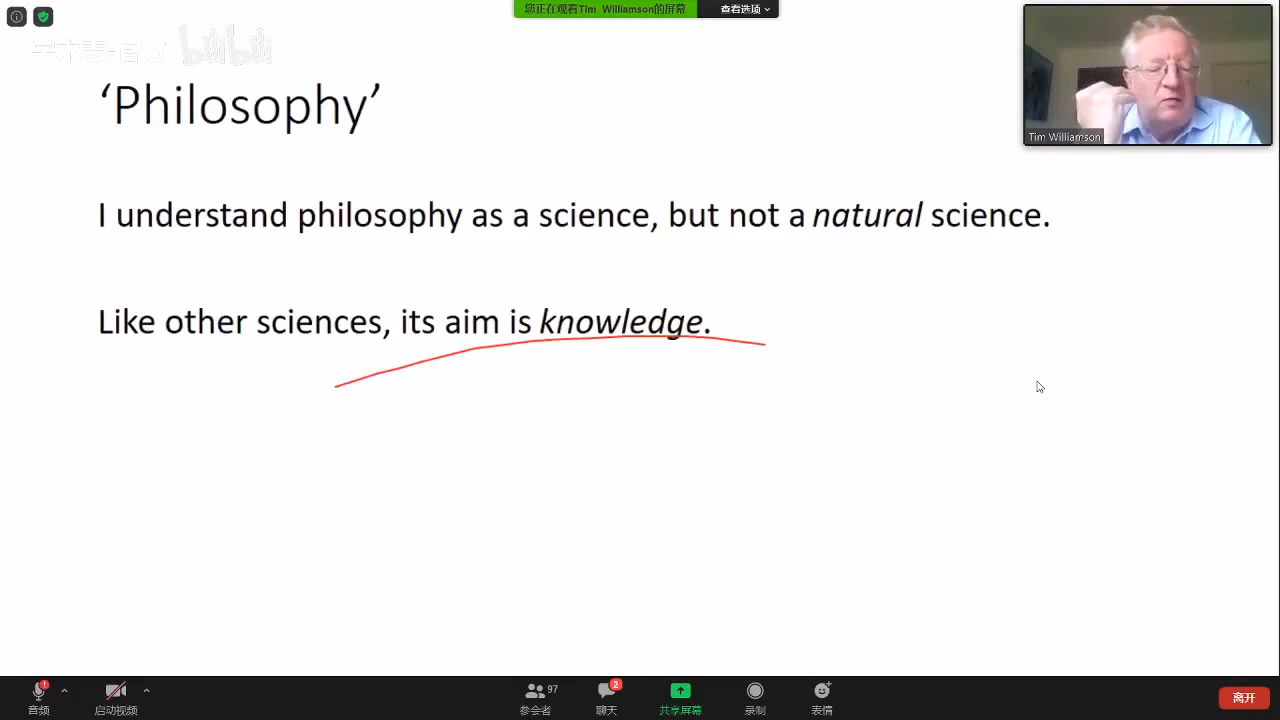 您正在观看Tim Williamson的屏幕
查看选项
bilibili
‘Philosophy’
Tim Williamson
I understand philosophy as a science, but not a natural science.
Like other sciences, its aim is knowledge.
97
2
音频
启动视频
参会者
聊天
共享屏幕
录制
表情
离开